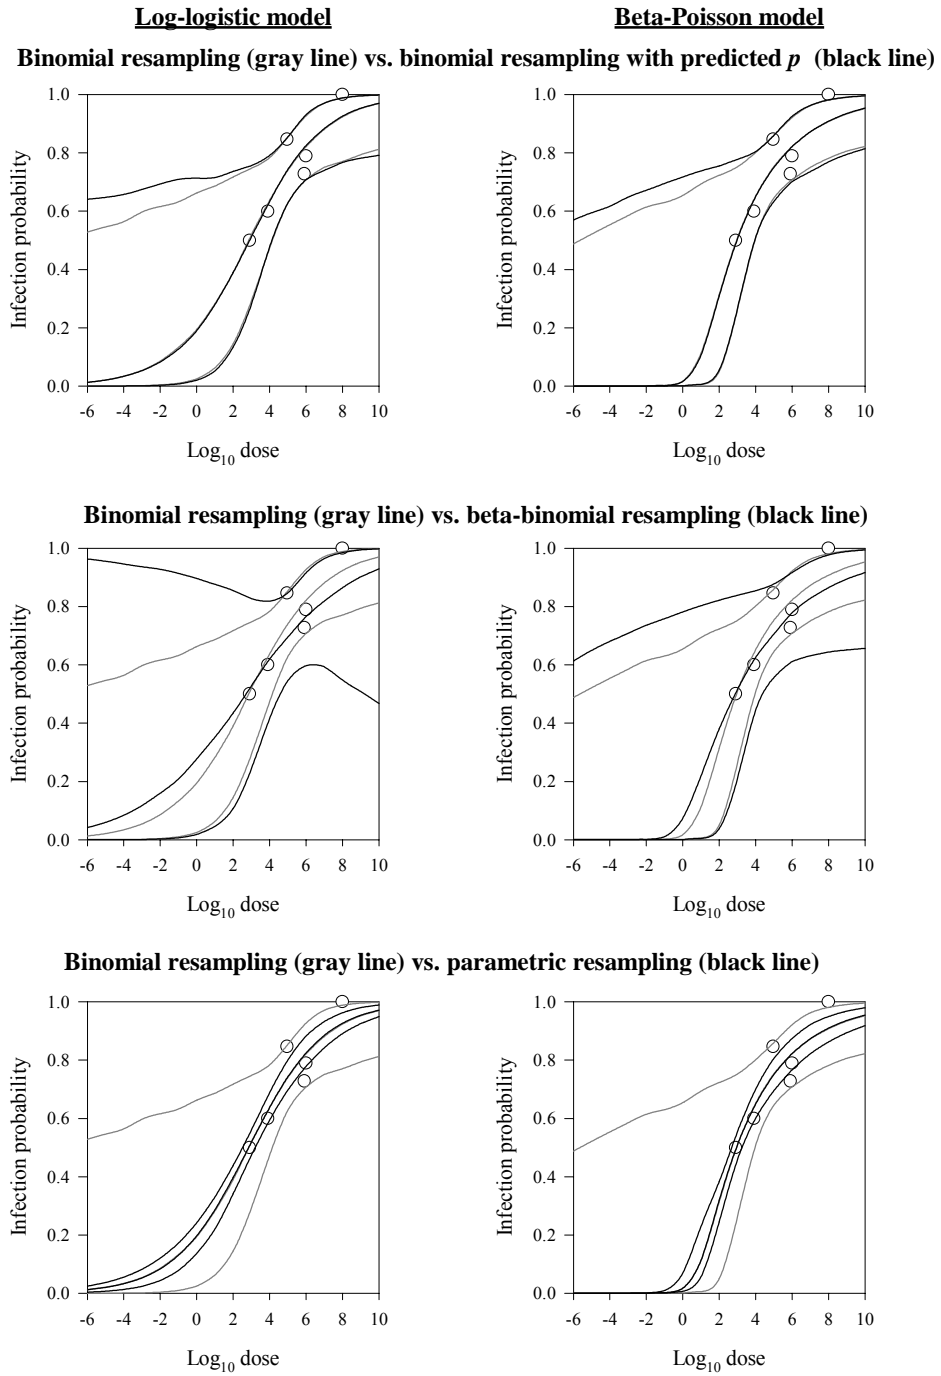 Log-logistic model
Beta-Poisson model
Binomial resampling (gray line) vs. binomial resampling with predicted p (black line)
Infection probability
1.0
0.8
0.6
0.4
0.2
0.0
-6 -4 -2 0 2 4 6 8 10
Log10 dose
Infection probability
1.0
0.8
0.6
0.4
0.2
0.0
-6 -4 -2 0 2 4 6 8 10
Log10 dose
Binomial resampling (gray line) vs. beta-binomial resampling (black line)
Infection probability
1.0
0.8
0.6
0.4
0.2
0.0
-6 -4 -2 0 2 4 6 8 10
Log10 dose
Infection probability
1.0
0.8
0.6
0.4
0.2
0.0
-6 -4 -2 0 2 4 6 8 10
Log10 dose
Binomial resampling (gray line) vs. parametric resampling (black line)
Infection probability
1.0
0.8
0.6
0.4
0.2
0.0
-6 -4 -2 0 2 4 6 8 10
Log10 dose
Infection probability
1.0
0.8
0.6
0.4
0.2
0.0
-6 -4 -2 0 2 4 6 8 10
Log10 dose